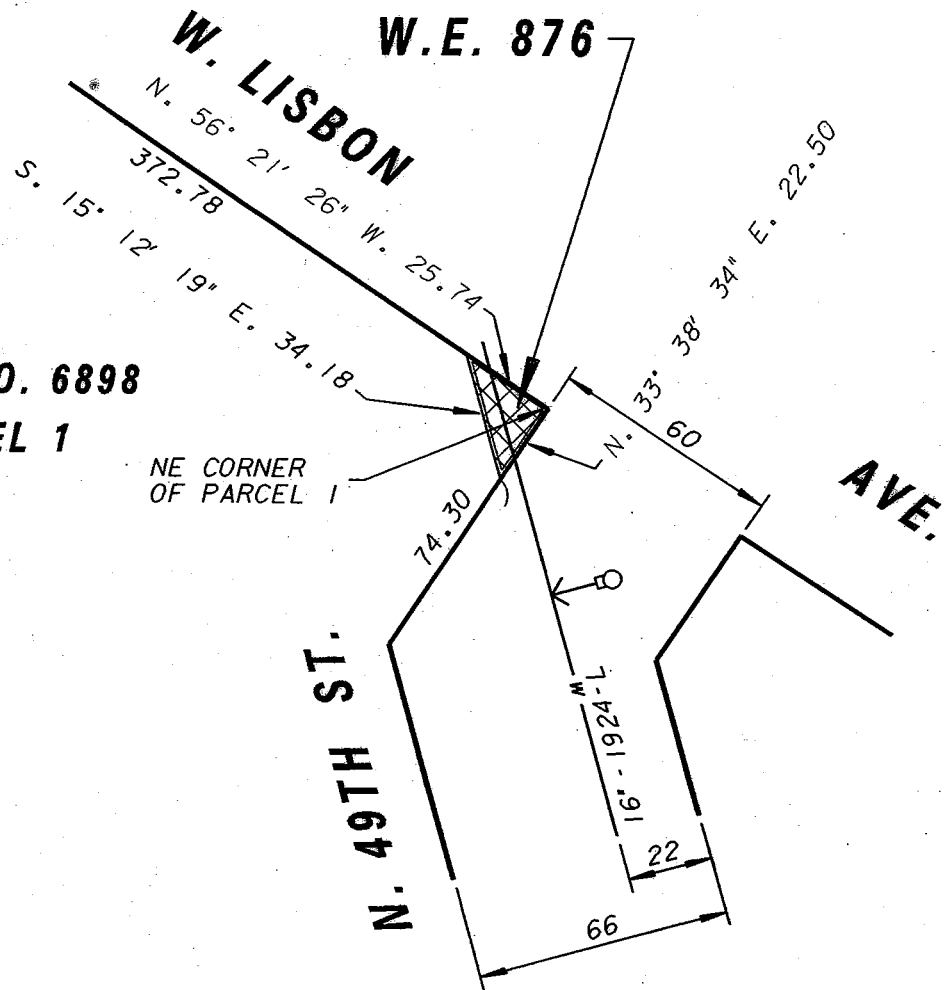 W. LISBON
W.E. 876
N. 56° 21' 26" W. 25.74
372.78
S. 15° 12' 19" E. 34.18
N. 33° 38' 34" E. 22.50
O. 6898
EL 1
60
NE CORNER
OF PARCEL 1
AVE.
74.30
N. 49TH ST.
W
16"-1924-L
22
66